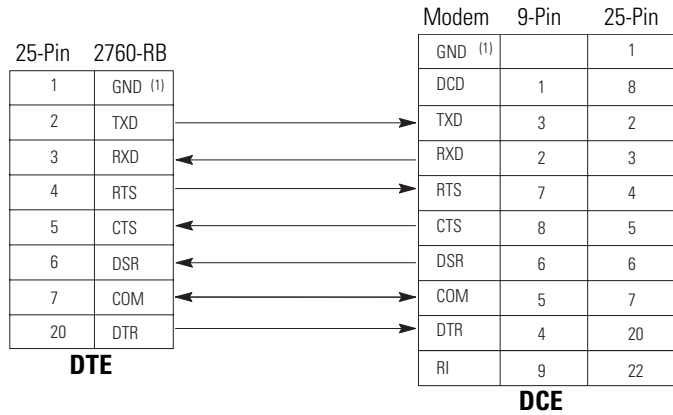 25-Pin 2760-RB
1 GND (1)
2 TXD
3 RXD
4 RTS
5 CTS
6 DSR
7 COM
20 DTR
DTE
Modem 9-Pin 25-Pin
GND (1) 1
DCD 1 8
TXD 3 2
RXD 2 3
RTS 7 4
CTS 8 5
DSR 6 6
COM 5 7
DTR 4 20
RI 9 22
DCE